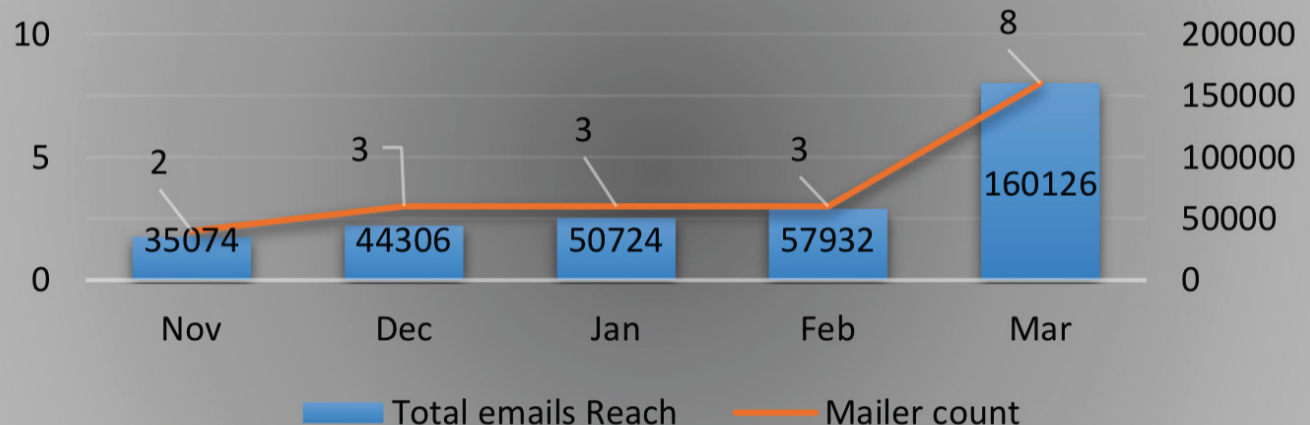 10 8 200000
150000
2 3 3 3
5 100000
160126
50000
35074 44306 50724 57932
0 0
Nov Dec Jan Feb Mar
Total emails Reach Mailer count